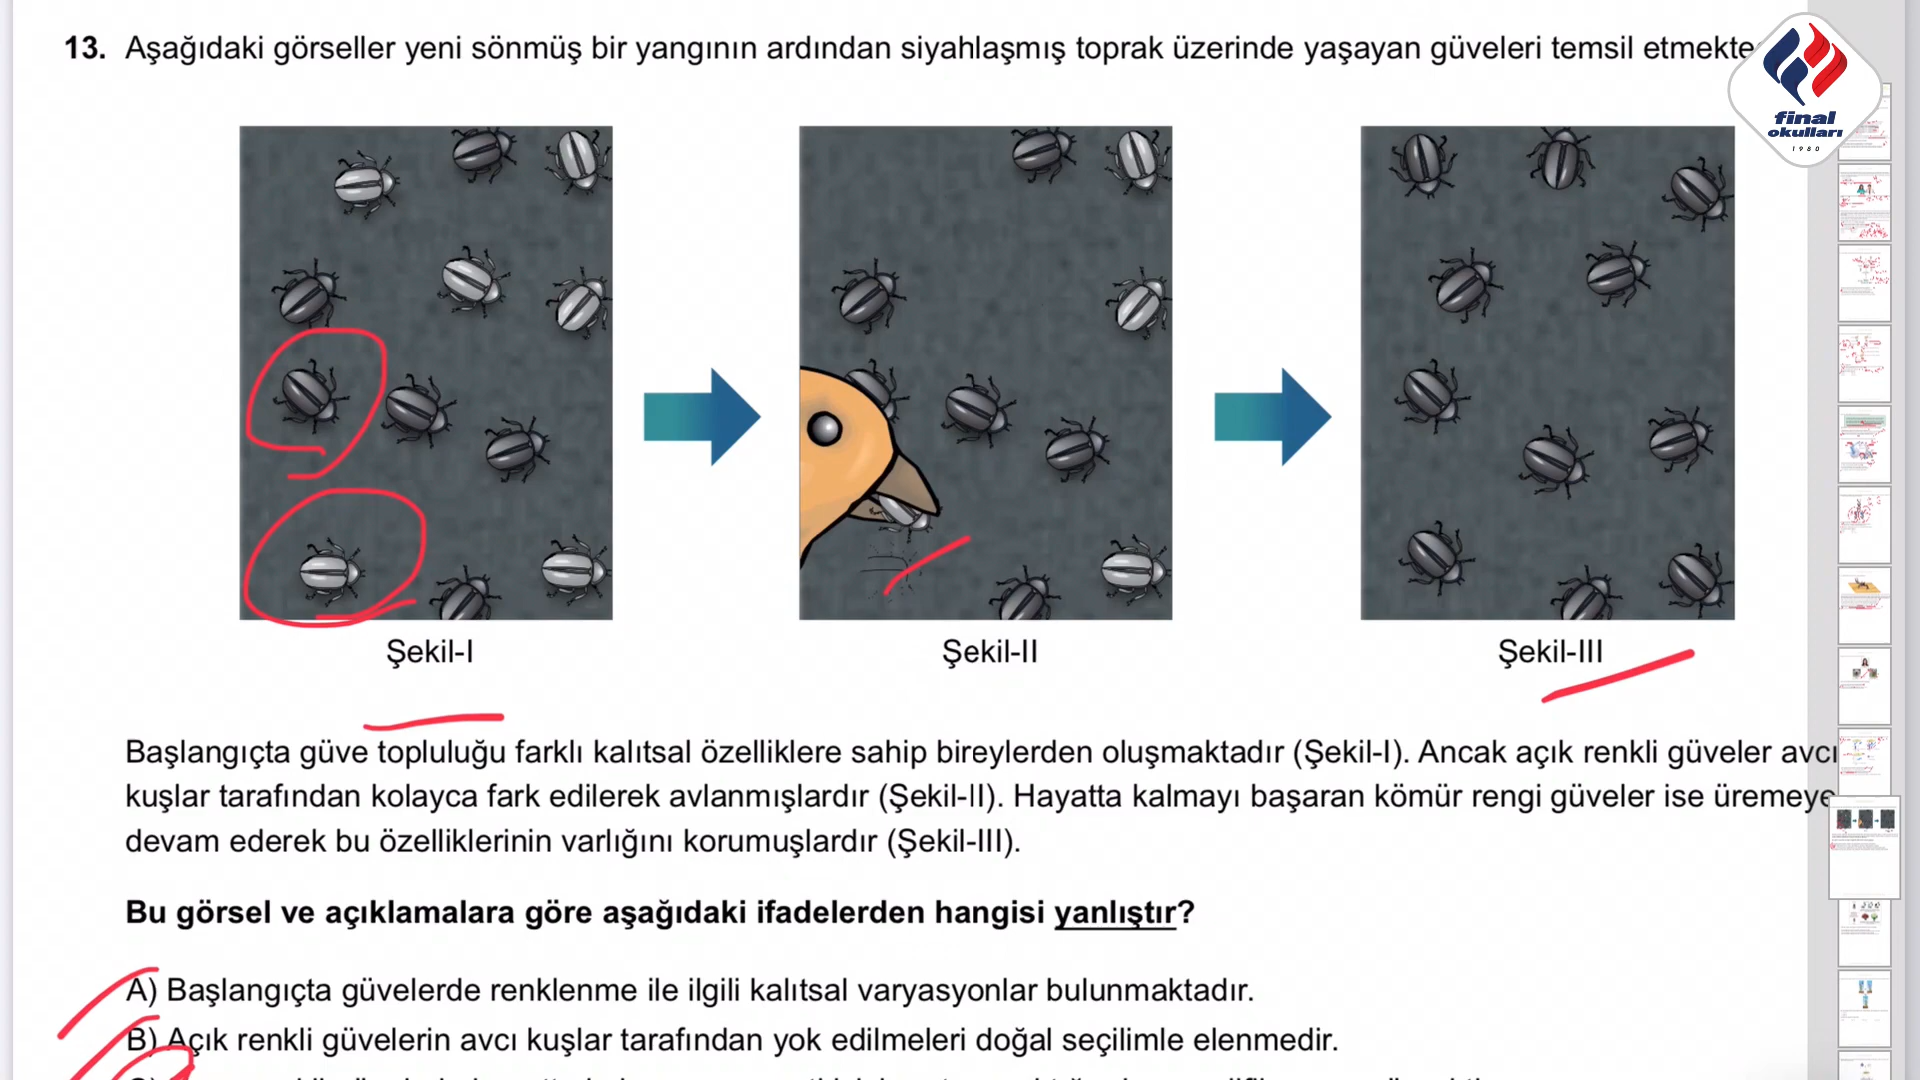 13. Aşağıdaki görseller yeni sönmüş bir yangının ardından siyahlaşmış toprak üzerinde yaşayan güveleri temsil etmekte
final
okulları
1980
Şekil-I
Şekil-II
Şekil-III
Başlangıçta güve topluluğu farklı kalıtsal özelliklere sahip bireylerden oluşmaktadır (Şekil-I). Ancak açık renkli güveler avcı
kuşlar tarafından kolayca fark edilerek avlanmışlardır (Şekil-II). Hayatta kalmayı başaran kömür rengi güveler ise üremeye
devam ederek bu özelliklerinin varlığını korumuşlardır (Şekil-III).
Bu görsel ve açıklamalara göre aşağıdaki ifadelerden hangisi yanlıştır?
A) Başlangıçta güvelerde renklenme ile ilgili kalıtsal varyasyonlar bulunmaktadır.
B) Açık renkli güvelerin avcı kuşlar tarafından yok edilmeleri doğal seçilimle elenmedir.